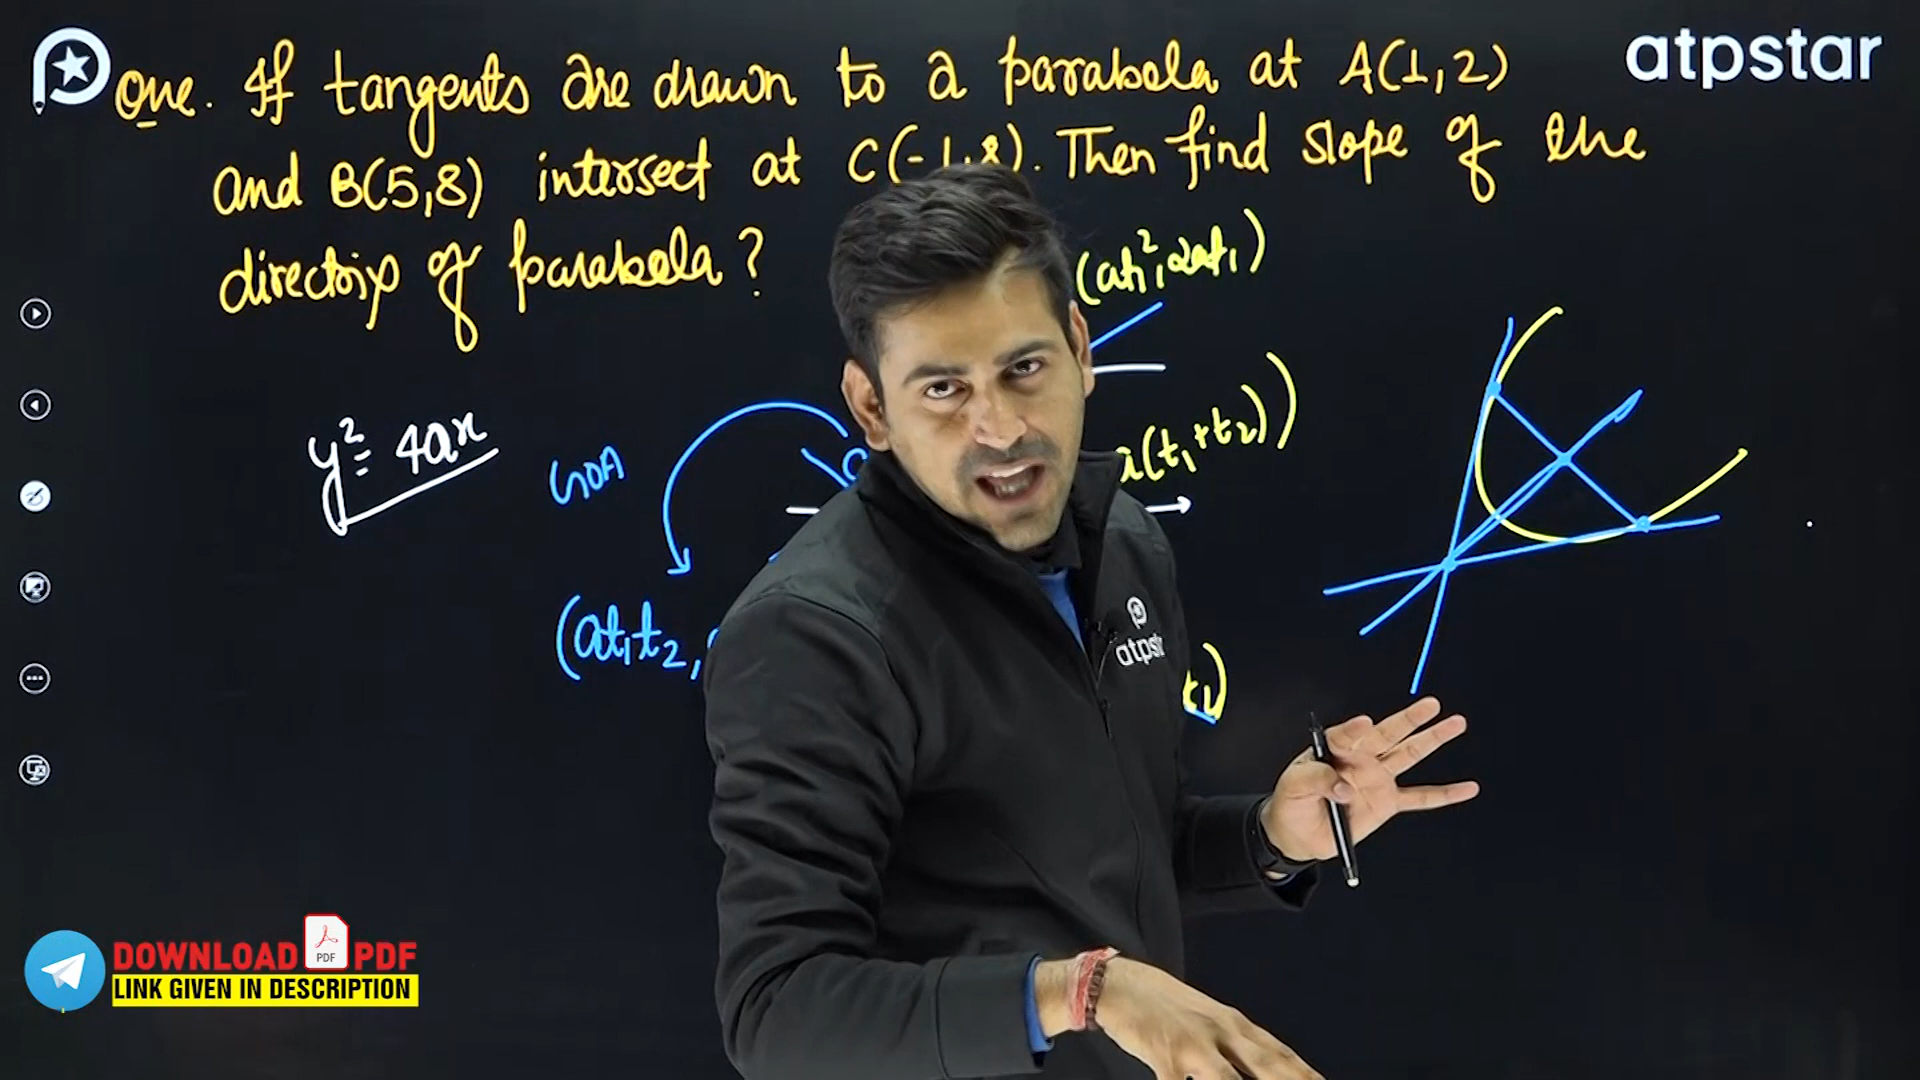 atpstar
Que. If tangents are drawn to a parabola at A(1,2)
and B(5,8) intersect at C(-1,8). Then find slope of the
directrix of parabola?
(at₁², 2at₁)
y² = 4ax
GOA
a(t₁+t₂))
(at₁t₂,
atpstar
DOWNLOAD PDF PDF
LINK GIVEN IN DESCRIPTION